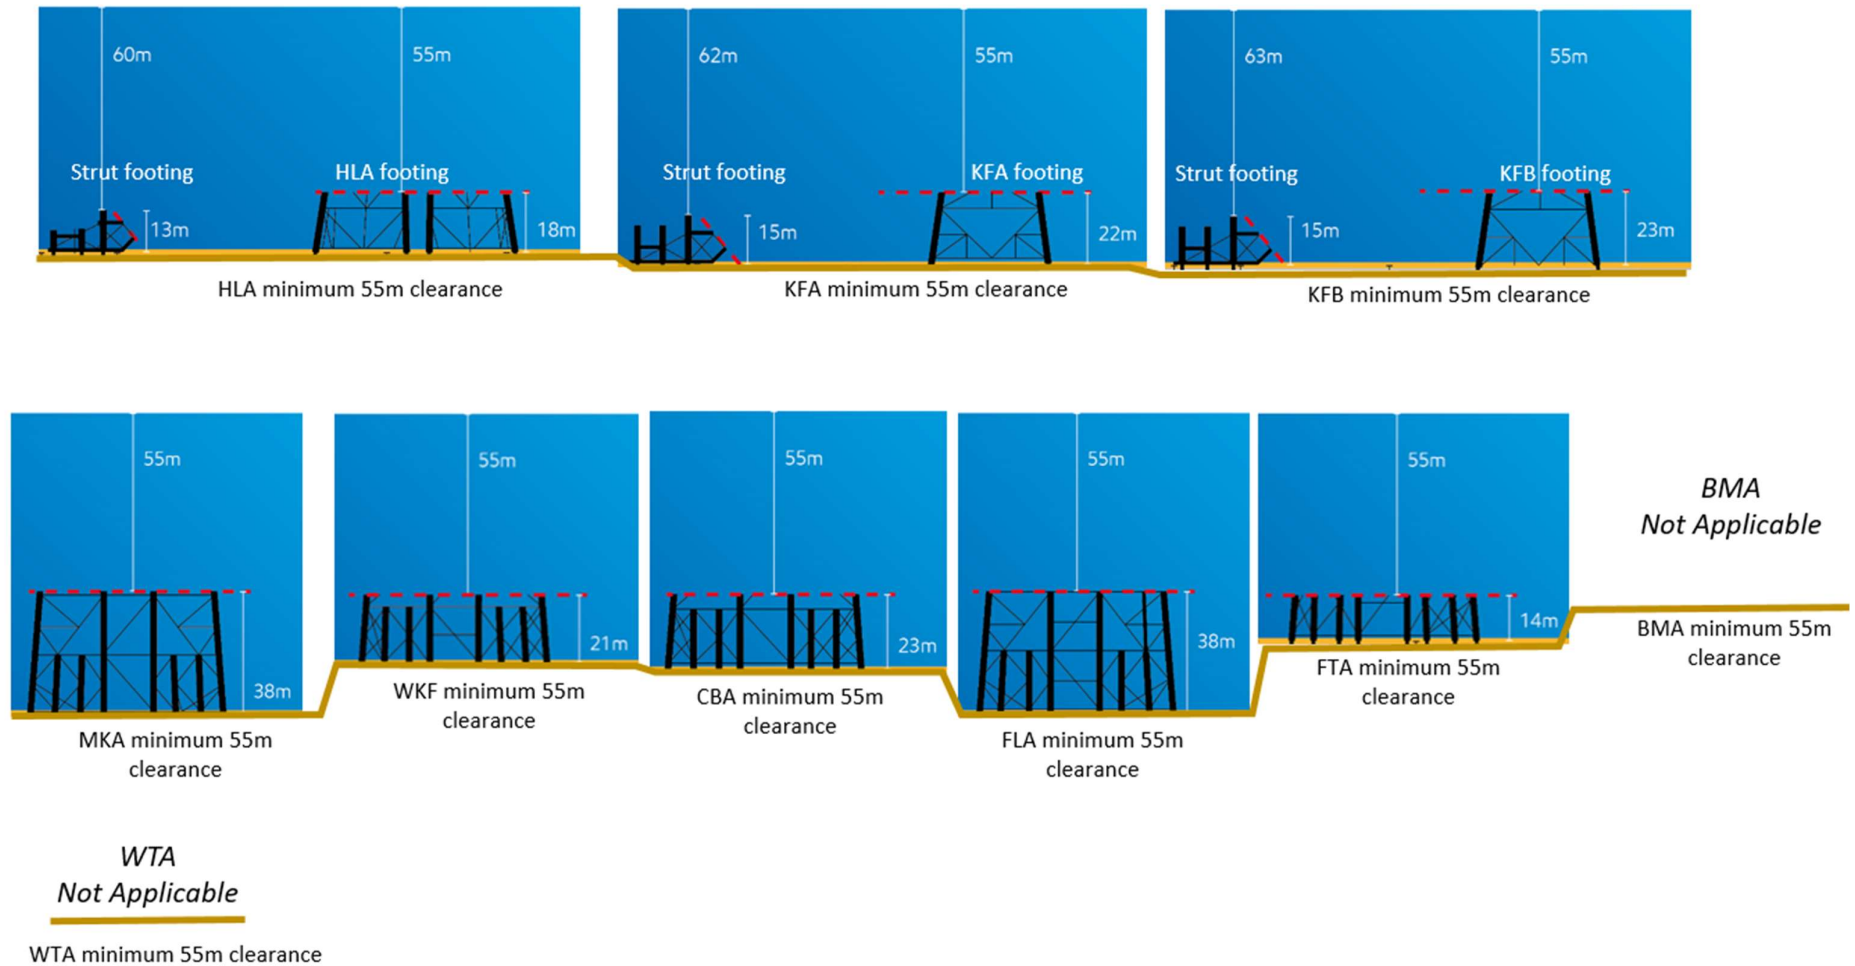 60m
55m
Strut footing
HLA footing
13m
18m
HLA minimum 55m clearance
62m
55m
Strut footing
KFA footing
15m
22m
KFA minimum 55m clearance
63m
55m
Strut footing
KFB footing
15m
23m
KFB minimum 55m clearance
55m
38m
MKA minimum 55m
clearance
55m
21m
WKF minimum 55m
clearance
55m
23m
CBA minimum 55m
clearance
55m
38m
FLA minimum 55m
clearance
55m
14m
FTA minimum 55m
clearance
BMA
Not Applicable
BMA minimum 55m
clearance
WTA
Not Applicable
WTA minimum 55m clearance